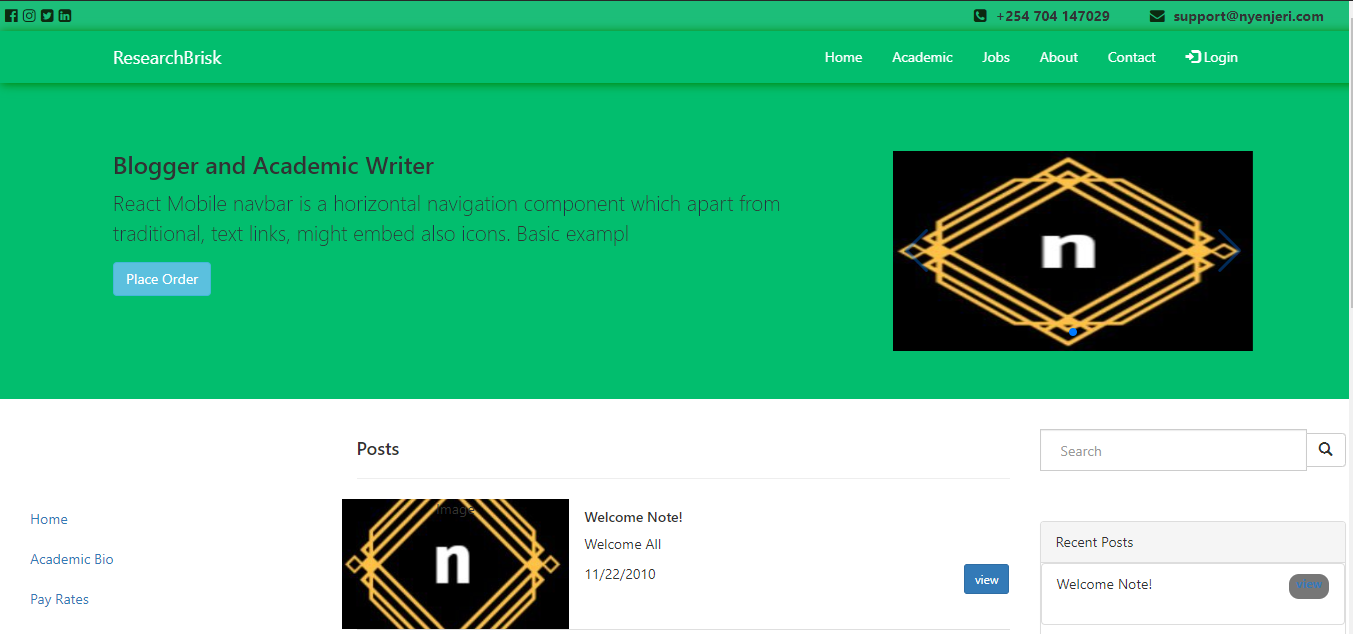 +254 704 147029 support@nyenjeri.com
ResearchBrisk Home Academic Jobs About Contact Login
Blogger and Academic Writer
React Mobile navbar is a horizontal navigation component which apart from
traditional, text links, might embed also icons. Basic exampl
Place Order
n
Posts
Search
Home
Academic Bio
Pay Rates
Image
n
Welcome Note!
Welcome All
11/22/2010
view
Recent Posts
Welcome Note!
view